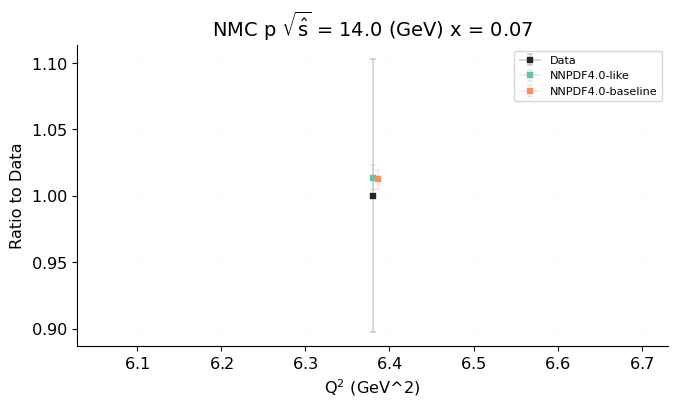 NMC p √ŝ = 14.0 (GeV) x = 0.07
Data
NNPDF4.0-like
NNPDF4.0-baseline
Ratio to Data
1.10
1.05
1.00
0.95
0.90
6.1 6.2 6.3 6.4 6.5 6.6 6.7
Q² (GeV^2)